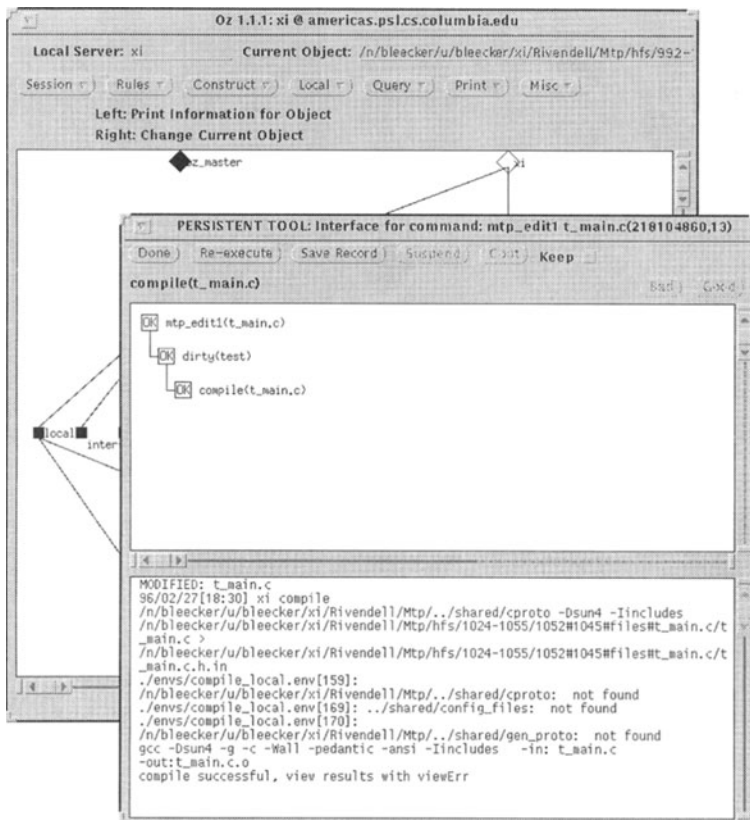 Oz 1.1.1: xi @ americas.psl.cs.columbia.edu
Local Server: xi Current Object: /n/bleecker/u/bleecker/xi/Rivendell/Mtp/hfs/992-
Session Rules Construct Local Query Print Misc
Left: Print Information for Object
Right: Change Current Object
oz_master xi
PERSISTENT TOOL: Interface for command: mtp_edit1 t_main.c(218104860,13)
Done Re-execute Save Record Suspend Cont Keep
compile(t_main.c) Bad Good
OK mtp_edit1(t_main.c)
OK dirty(test)
OK compile(t_main.c)
local inter
MODIFIED: t_main.c
96/02/27[18:30] xi compile
/n/bleecker/u/bleecker/xi/Rivendell/Mtp/../shared/cproto -Dsun4 -Iincludes
/n/bleecker/u/bleecker/xi/Rivendell/Mtp/hfs/1024-1055/1052#1045#files#t_main.c/t
_main.c >
/n/bleecker/u/bleecker/xi/Rivendell/Mtp/hfs/1024-1055/1052#1045#files#t_main.c/t
_main.c.h.in
./envs/compile_local.env[159]:
/n/bleecker/u/bleecker/xi/Rivendell/Mtp/../shared/cproto: not found
./envs/compile_local.env[169]: ../shared/config_files: not found
./envs/compile_local.env[170]:
/n/bleecker/u/bleecker/xi/Rivendell/Mtp/../shared/gen_proto: not found
gcc -Dsun4 -g -c -Wall -pedantic -ansi -Iincludes -in: t_main.c
-out:t_main.c.o
compile successful, view results with viewErr